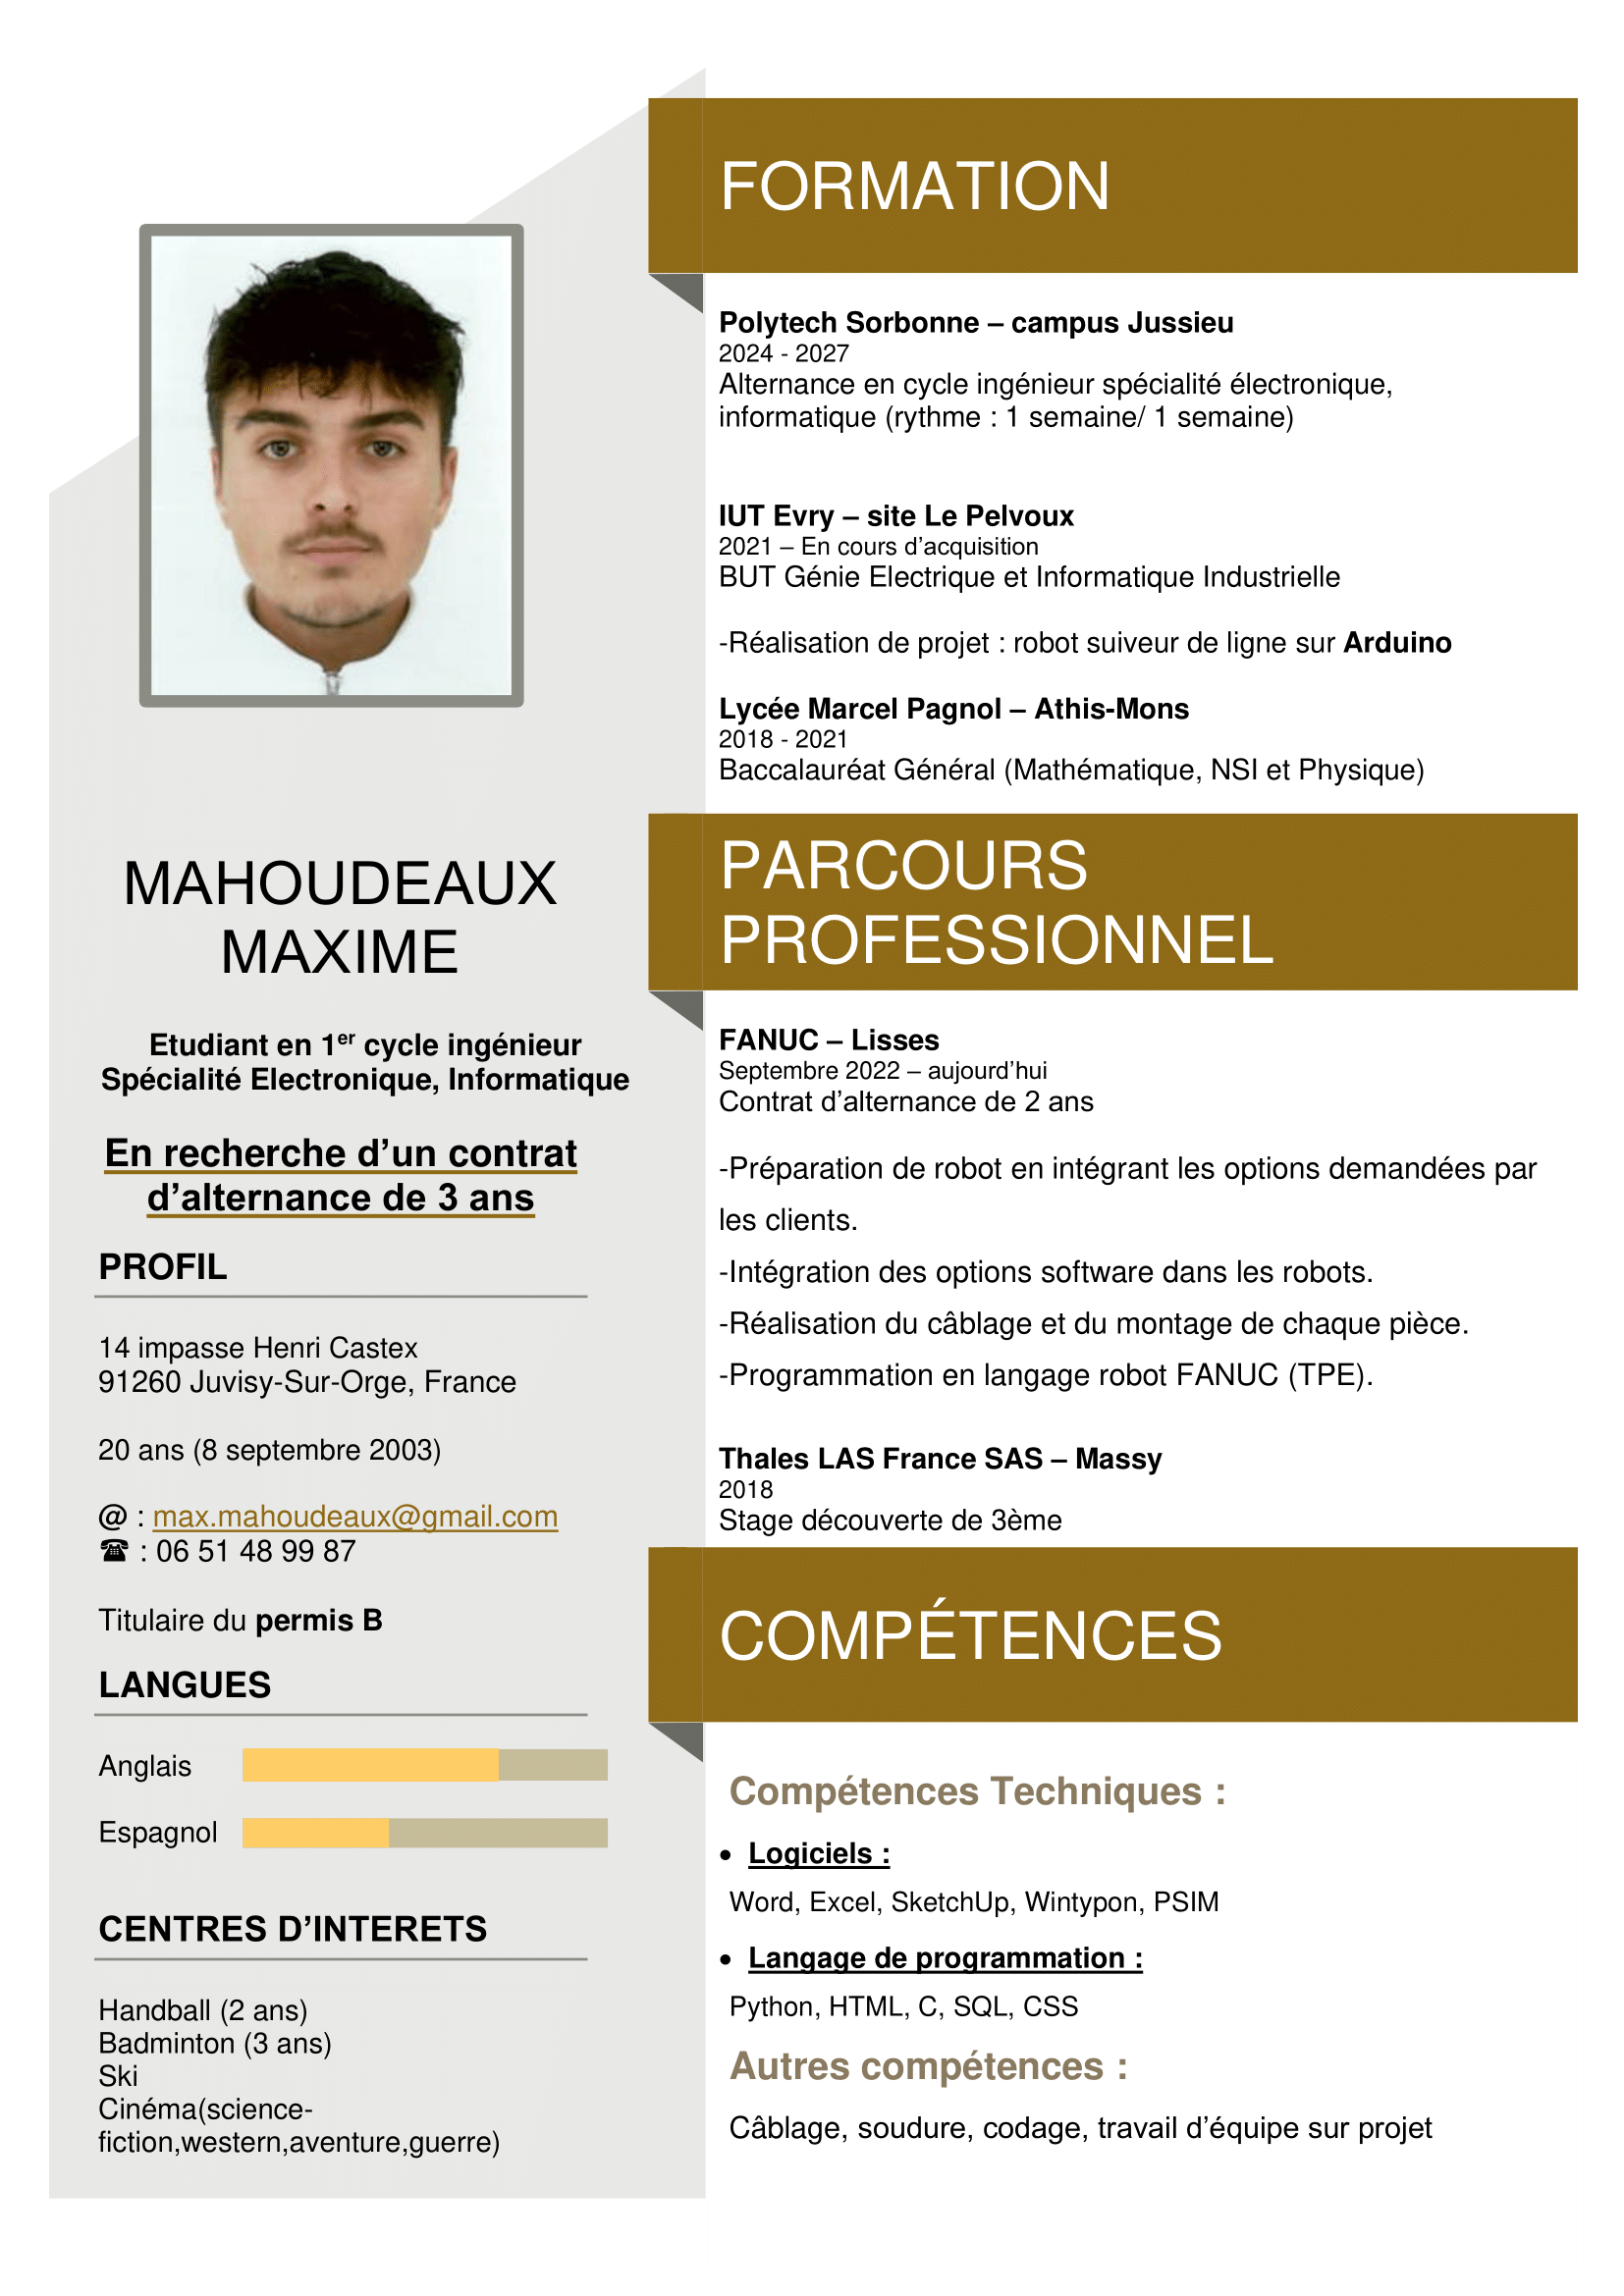 MAHOUDEAUX
MAXIME
Etudiant en 1er cycle ingénieur
Spécialité Electronique, Informatique
En recherche d’un contrat
d’alternance de 3 ans
PROFIL
14 impasse Henri Castex
91260 Juvisy-Sur-Orge, France
20 ans (8 septembre 2003)
@ : max.mahoudeaux@gmail.com
☎ : 06 51 48 99 87
Titulaire du permis B
LANGUES
Anglais
Espagnol
CENTRES D’INTERETS
Handball (2 ans)
Badminton (3 ans)
Ski
Cinéma(science-
fiction,western,aventure,guerre)
FORMATION
Polytech Sorbonne – campus Jussieu
2024 - 2027
Alternance en cycle ingénieur spécialité électronique,
informatique (rythme : 1 semaine/ 1 semaine)
IUT Evry – site Le Pelvoux
2021 – En cours d’acquisition
BUT Génie Electrique et Informatique Industrielle
-Réalisation de projet : robot suiveur de ligne sur Arduino
Lycée Marcel Pagnol – Athis-Mons
2018 - 2021
Baccalauréat Général (Mathématique, NSI et Physique)
PARCOURS
PROFESSIONNEL
FANUC – Lisses
Septembre 2022 – aujourd’hui
Contrat d’alternance de 2 ans
-Préparation de robot en intégrant les options demandées par
les clients.
-Intégration des options software dans les robots.
-Réalisation du câblage et du montage de chaque pièce.
-Programmation en langage robot FANUC (TPE).
Thales LAS France SAS – Massy
2018
Stage découverte de 3ème
COMPÉTENCES
Compétences Techniques :
• Logiciels :
Word, Excel, SketchUp, Wintypon, PSIM
• Langage de programmation :
Python, HTML, C, SQL, CSS
Autres compétences :
Câblage, soudure, codage, travail d’équipe sur projet